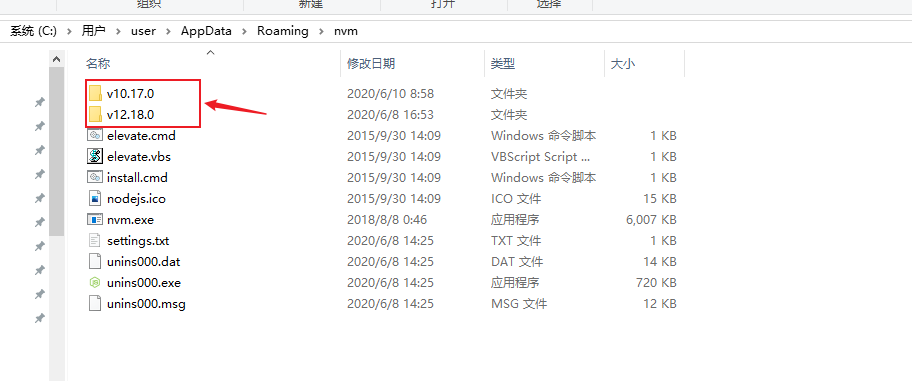 组织 新建 打开 选择
系统 (C:) 用户 user AppData Roaming nvm
名称 修改日期 类型 大小
v10.17.0 2020/6/10 8:58 文件夹
v12.18.0 2020/6/8 16:53 文件夹
elevate.cmd 2015/9/30 14:09 Windows 命令脚本 1 KB
elevate.vbs 2015/9/30 14:09 VBScript Script ... 1 KB
install.cmd 2015/9/30 14:09 Windows 命令脚本 1 KB
nodejs.ico 2015/9/30 14:09 ICO 文件 15 KB
nvm.exe 2018/8/8 0:46 应用程序 6,007 KB
settings.txt 2020/6/8 14:25 TXT 文件 1 KB
unins000.dat 2020/6/8 14:25 DAT 文件 14 KB
unins000.exe 2020/6/8 14:25 应用程序 720 KB
unins000.msg 2020/6/8 14:25 MSG 文件 12 KB